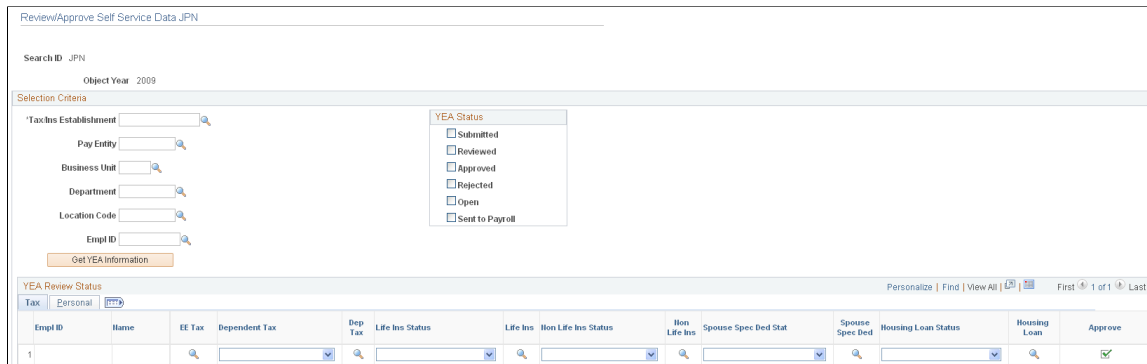 Review/Approve Self Service Data JPN
Search ID JPN
Object Year 2009
Selection Criteria
*Tax/Ins Establishment
Pay Entity
Business Unit
Department
Location Code
Empl ID
Get YEA Information
YEA Status
Submitted
Reviewed
Approved
Rejected
Open
Sent to Payroll
YEA Review Status
Personalize | Find | View All | | First 1 of 1 Last
Tax Personal
Empl ID Name EE Tax Dependent Tax Dep Tax Life Ins Status Life Ins Non Life Ins Status Non Life Ins Spouse Spec Ded Stat Spouse Spec Ded Housing Loan Status Housing Loan Approve
1